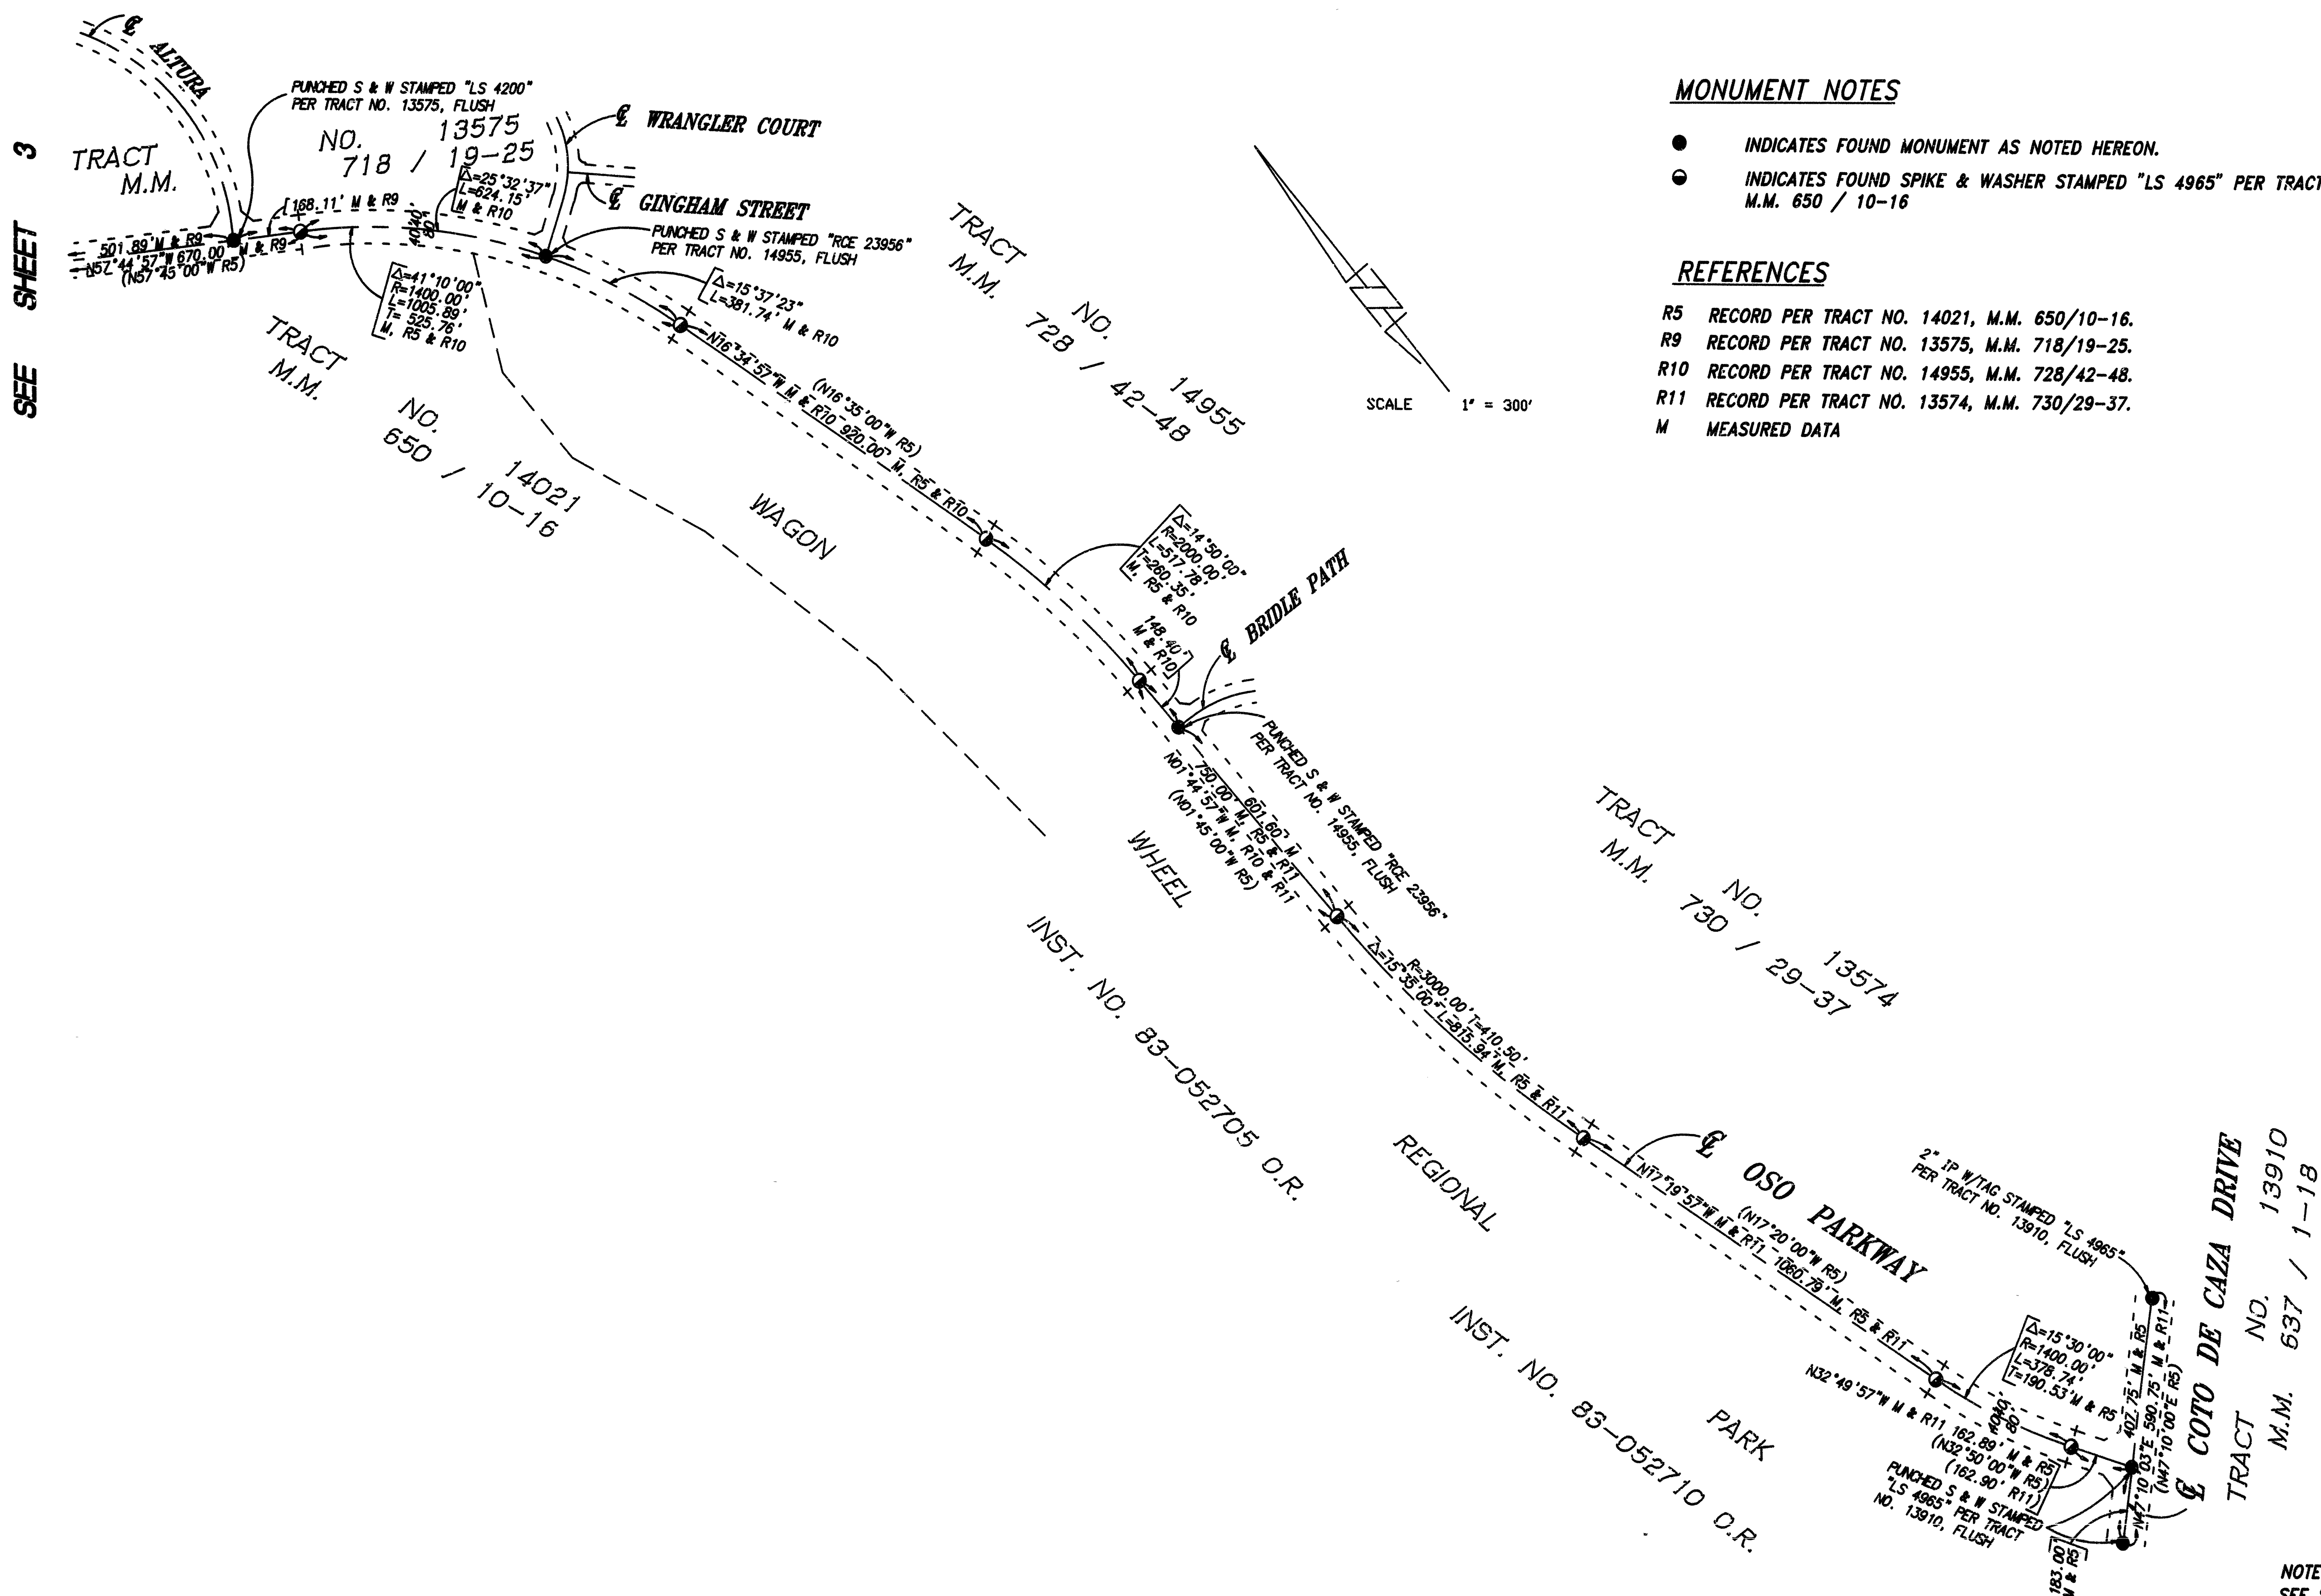 SEE SHEET 3
℄ ALTURA
PUNCHED S & W STAMPED "LS 4200"
PER TRACT NO. 13575, FLUSH
TRACT NO. 13575
M.M. 718 / 19-25
℄ WRANGLER COURT
℄ GINGHAM STREET
PUNCHED S & W STAMPED "RCE 23956"
PER TRACT NO. 14955, FLUSH
168.11' M & R9
Δ=25°32'37"
L=624.15'
M & R10
40' 40'
80'
501.89' M & R9
N57°44'57"W 670.00' M & R9
(N57°45'00"W R5)
Δ=41°10'00"
R=1400.00'
L=1005.89'
T= 525.76'
M, R5 & R10
Δ=15°37'23"
L=381.74' M & R10
TRACT NO. 14021
M.M. 650 / 10-16
TRACT NO. 14955
M.M. 728 / 42-48
(N16°35'00"W R5)
N16°34'57"W M & R10 920.00' M, R5 & R10
SCALE 1" = 300'
MONUMENT NOTES
INDICATES FOUND MONUMENT AS NOTED HEREON.
INDICATES FOUND SPIKE & WASHER STAMPED "LS 4965" PER TRACT
M.M. 650 / 10-16
REFERENCES
R5 RECORD PER TRACT NO. 14021, M.M. 650/10-16.
R9 RECORD PER TRACT NO. 13575, M.M. 718/19-25.
R10 RECORD PER TRACT NO. 14955, M.M. 728/42-48.
R11 RECORD PER TRACT NO. 13574, M.M. 730/29-37.
M MEASURED DATA
Δ=14°50'00"
R=2000.00'
L=517.78'
T=260.35'
M, R5 & R10
148.40'
M & R10
℄ BRIDLE PATH
PUNCHED S & W STAMPED "RCE 23956"
PER TRACT NO. 14955, FLUSH
601.60' M
750.00' M, R5 & R11
N01°44'57"W M, R10 & R11
(N01°45'00"W R5)
WAGON
WHEEL
REGIONAL
PARK
INST. NO. 83-052705 O.R.
INST. NO. 83-052710 O.R.
TRACT NO. 13574
M.M. 730 / 29-37
R=3000.00' T=410.50'
Δ=15°35'00" L=815.94' M, R5 & R11
℄ OSO PARKWAY
(N17°20'00"W R5)
N17°19'57"W M & R11 1060.79' M, R5 & R11
2" IP W/TAG STAMPED "LS 4965"
PER TRACT NO. 13910, FLUSH
Δ=15°30'00"
R=1400.00'
L=378.74'
T=190.53' M & R5
40' 40'
80'
N32°49'57"W M & R11 162.89' M & R5
(N32°50'00"W R5)
(162.90' R11)
PUNCHED S & W STAMPED
"LS 4965" PER TRACT
NO. 13910, FLUSH
407.75' M & R5
N47°10'03"E 590.75' M & R11
(N47°10'00"E R5)
183.00'
M & R5
℄ COTO DE CAZA DRIVE
TRACT NO. 13910
M.M. 637 / 1-18
NOTE
SEE